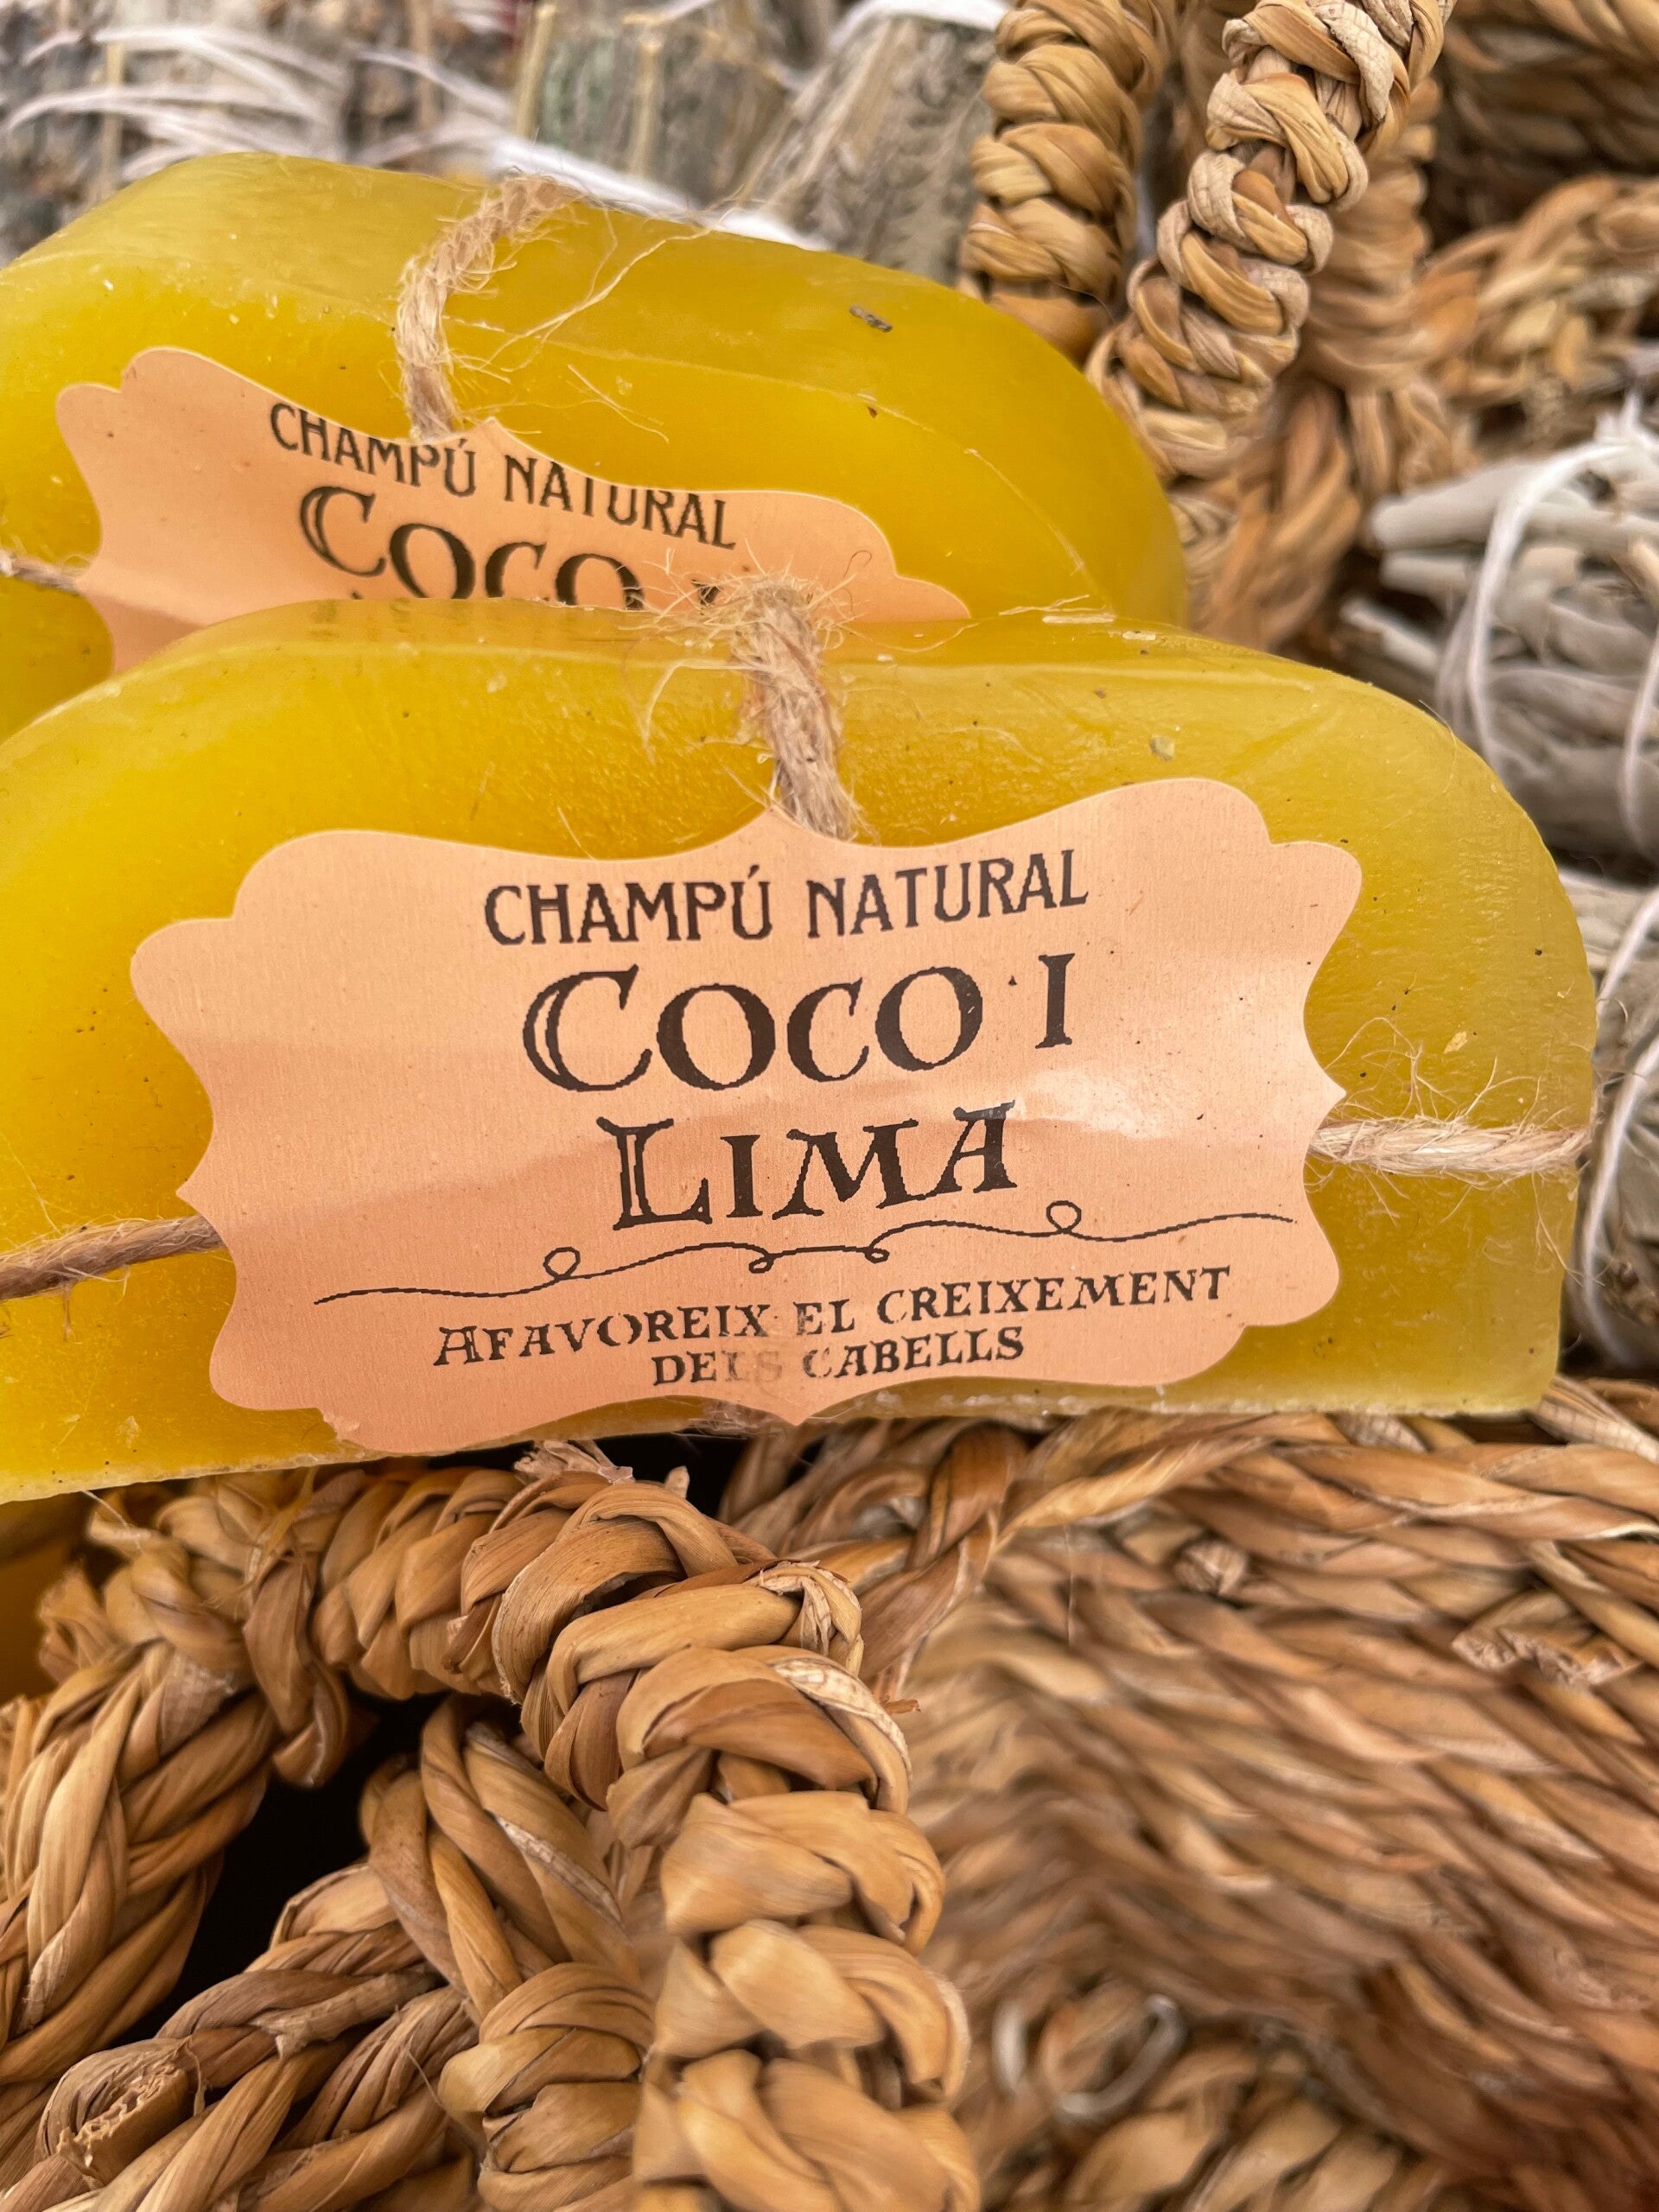 CHAMPÚ NATURAL
COCO
CHAMPÚ NATURAL
COCO I
LIMA
AFAVOREIX EL CREIXEMENT
DELS CABELLS